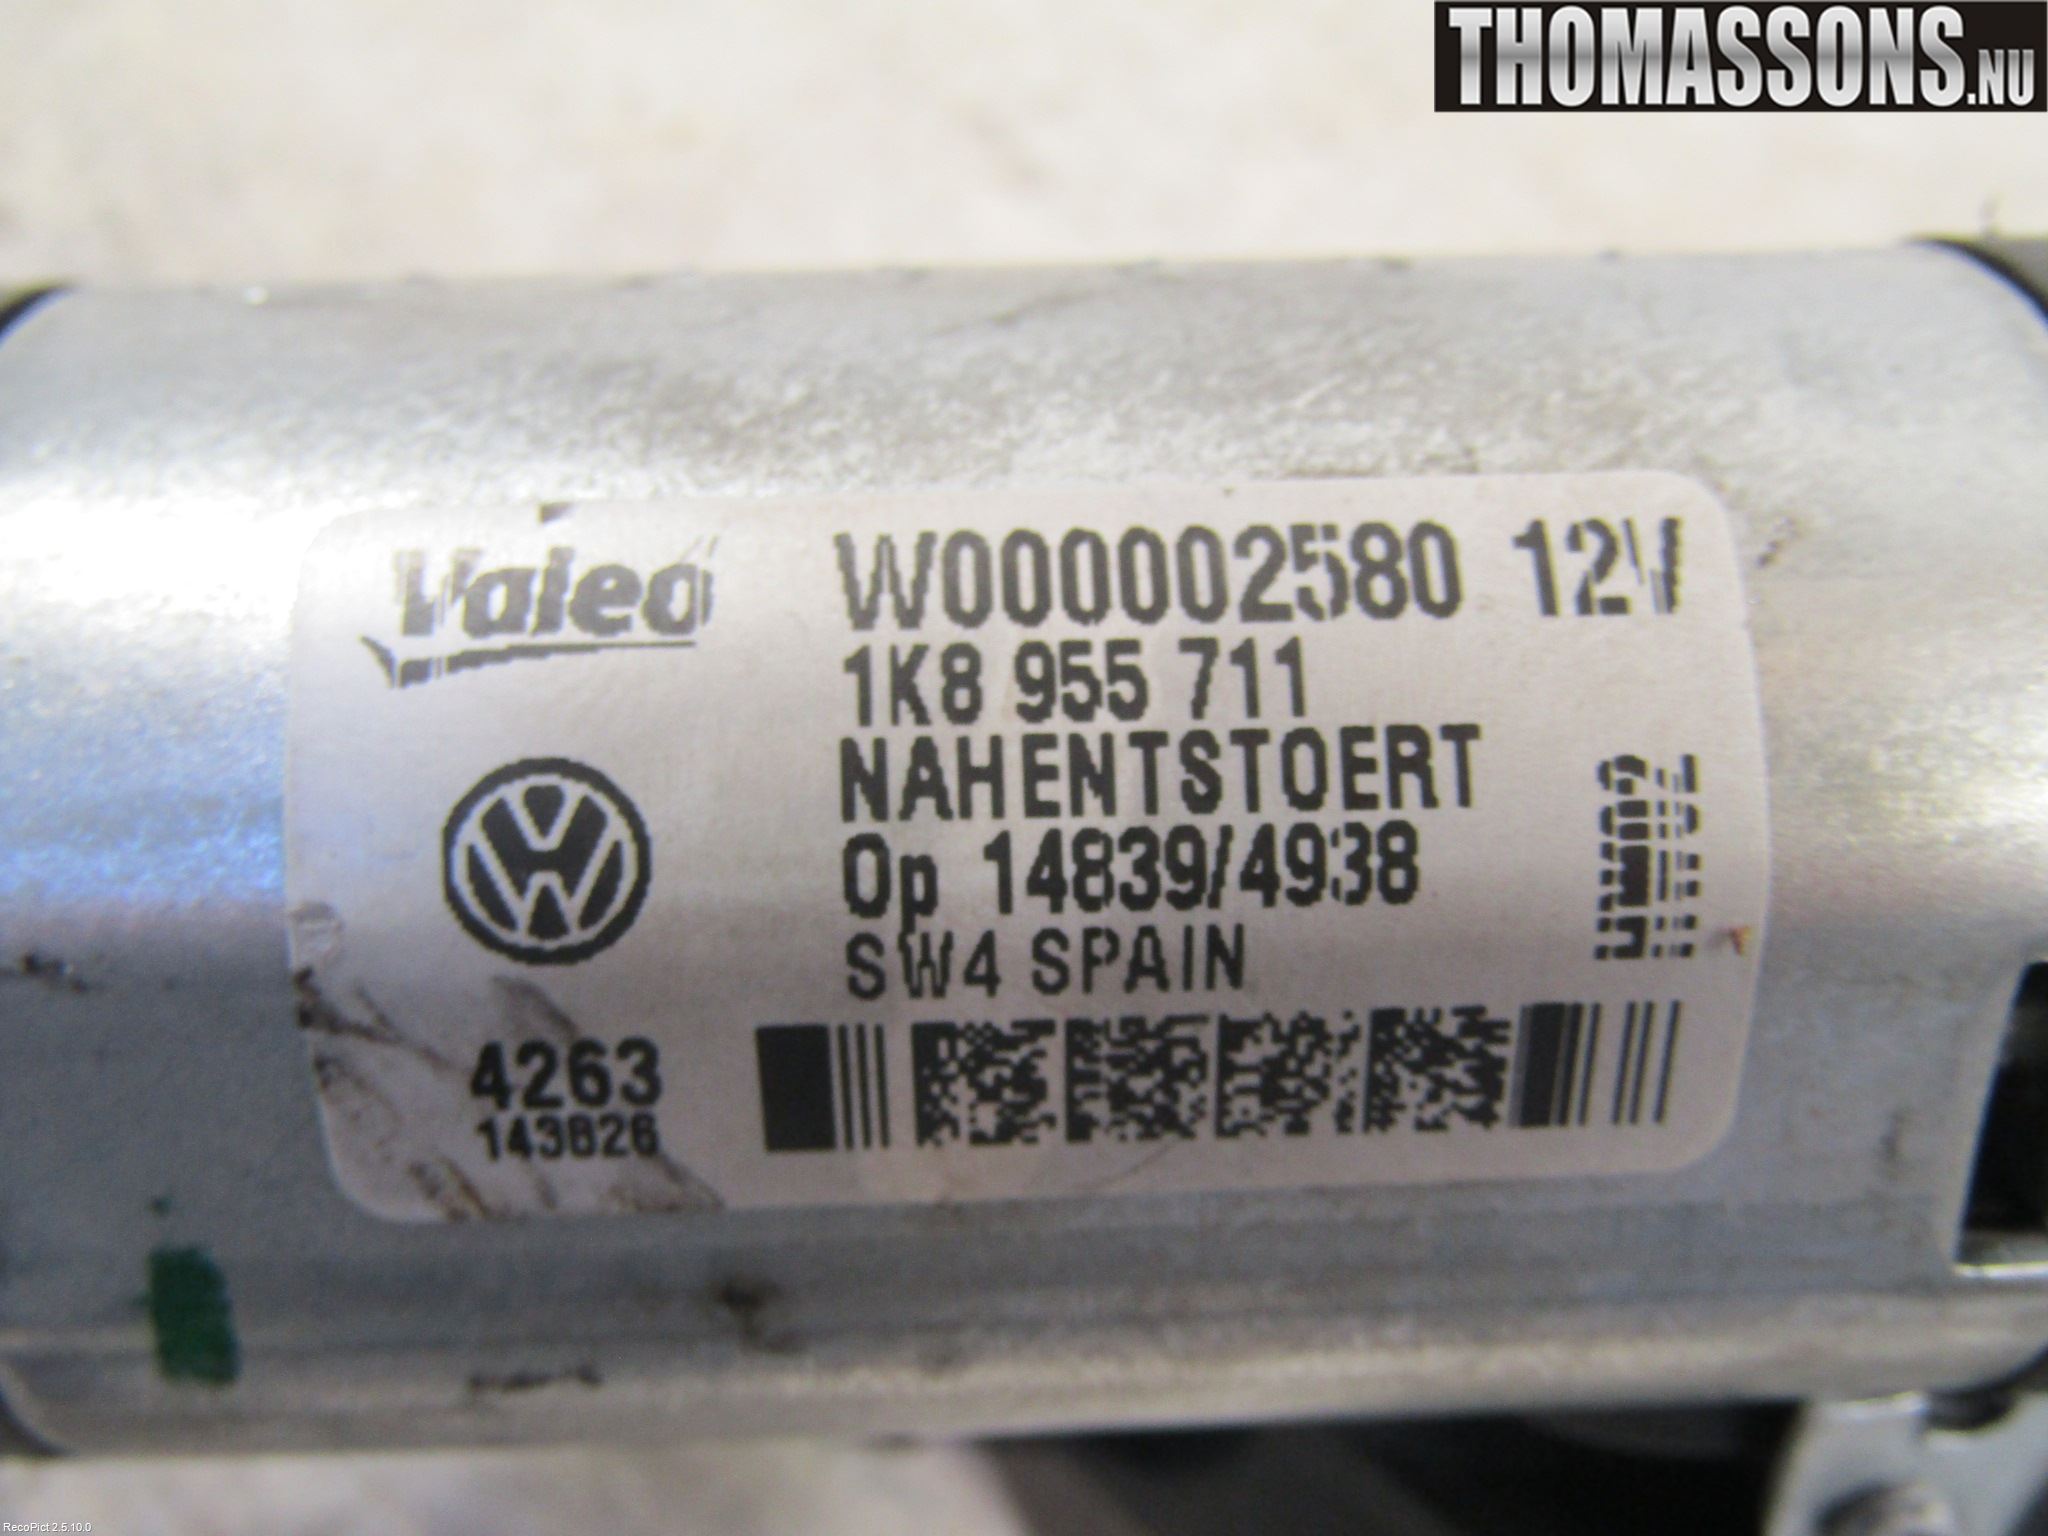 THOMASSONS.NU
Valeo
W000002580 12V
1K8 955 711
NAHENTSTOERT
Op 14839/4938
SW4 SPAIN
4263
143826
RecoPict 2.5.10.0